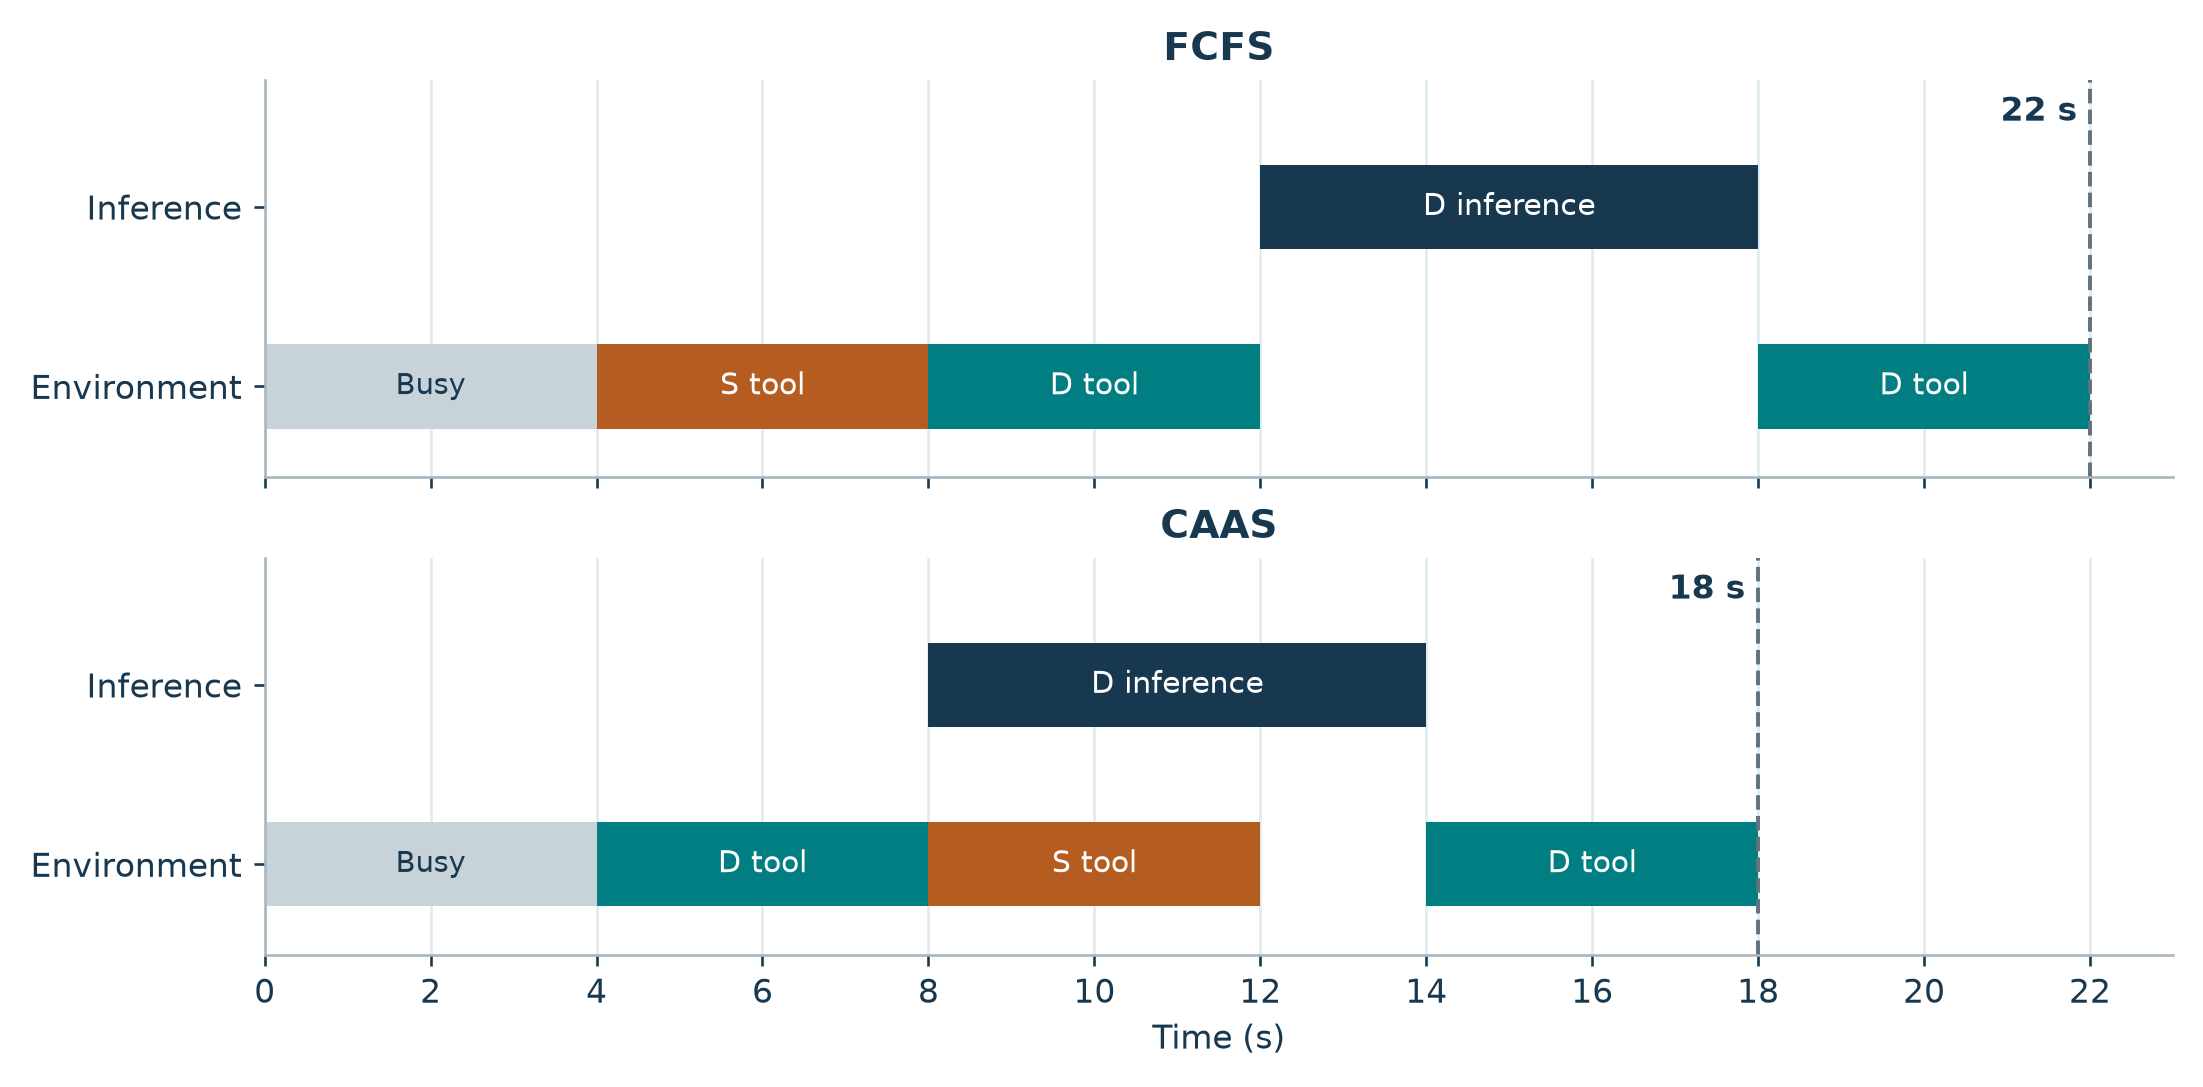 FCFS
22 s
Inference
D inference
Environment
Busy
S tool
D tool
D tool
CAAS
18 s
Inference
D inference
Environment
Busy
D tool
S tool
D tool
0 2 4 6 8 10 12 14 16 18 20 22
Time (s)